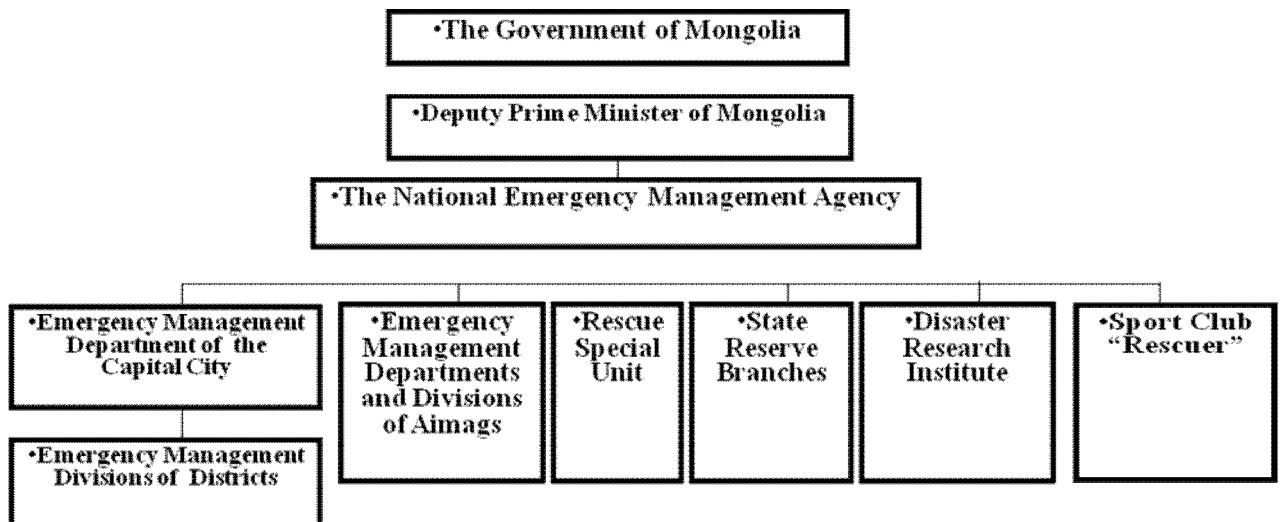 •The Government of Mongolia
•Deputy Prime Minister of Mongolia
•The National Emergency Management Agency
•Emergency Management
Department of the
Capital City
•Emergency
Management
Departments
and Divisions
of Aimags
•Rescue
Special
Unit
•State
Reserve
Branches
•Disaster
Research
Institute
•Sport Club
“Rescuer”
•Emergency Management
Divisions of Districts